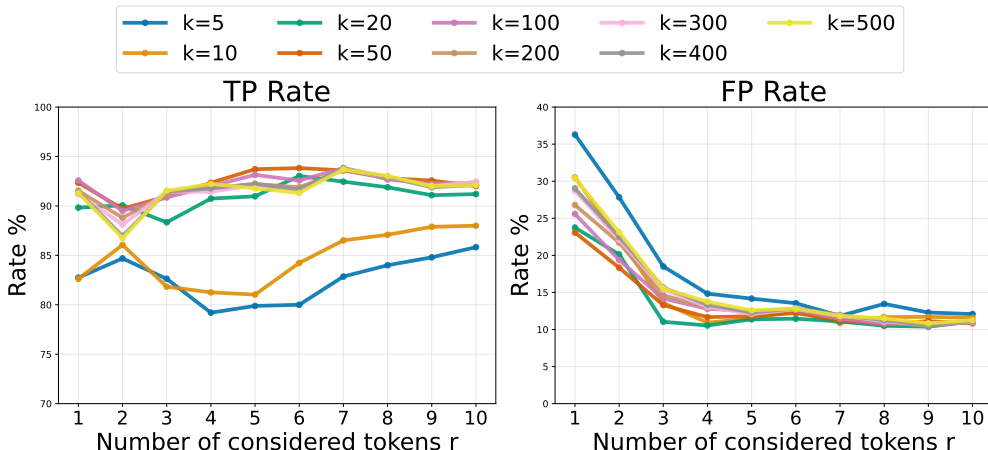 k=5 k=20 k=100 k=300 k=500
k=10 k=50 k=200 k=400
TP Rate
FP Rate
Rate %
100
95
90
85
80
75
70
1 2 3 4 5 6 7 8 9 10
Number of considered tokens r
Rate %
40
35
30
25
20
15
10
5
0
1 2 3 4 5 6 7 8 9 10
Number of considered tokens r